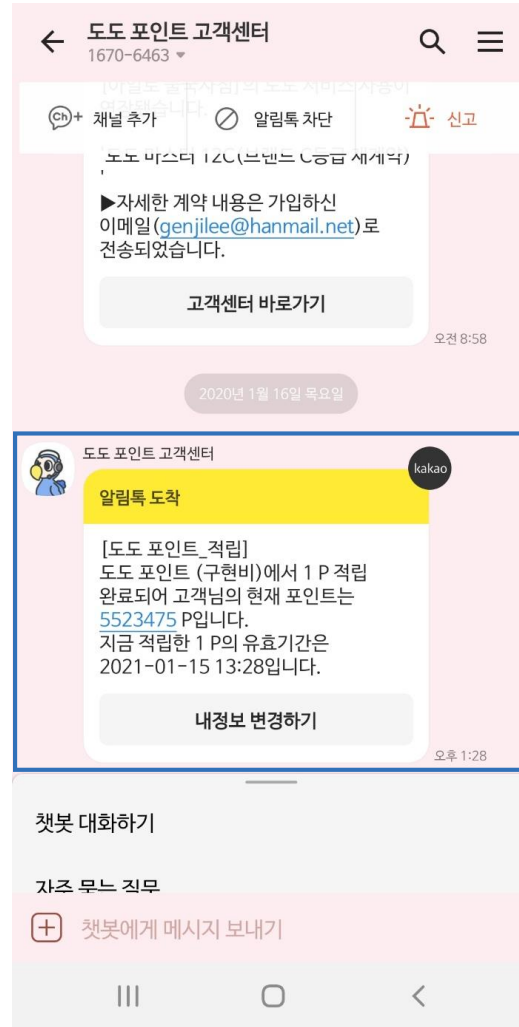 도도 포인트 고객센터
1670-6463
채널 추가
알림톡 차단
신고
'도도 마스터 12C(브랜드 C등급 재계약)
'
▶자세한 계약 내용은 가입하신
이메일(genjilee@hanmail.net)로
전송되었습니다.
고객센터 바로가기
오전 8:58
2020년 1월 16일 목요일
도도 포인트 고객센터
kakao
알림톡 도착
[도도 포인트_적립]
도도 포인트 (구현비)에서 1 P 적립
완료되어 고객님의 현재 포인트는
5523475 P입니다.
지금 적립한 1 P의 유효기간은
2021-01-15 13:28입니다.
내정보 변경하기
오후 1:28
챗봇 대화하기
자주 묻는 질문
챗봇에게 메시지 보내기